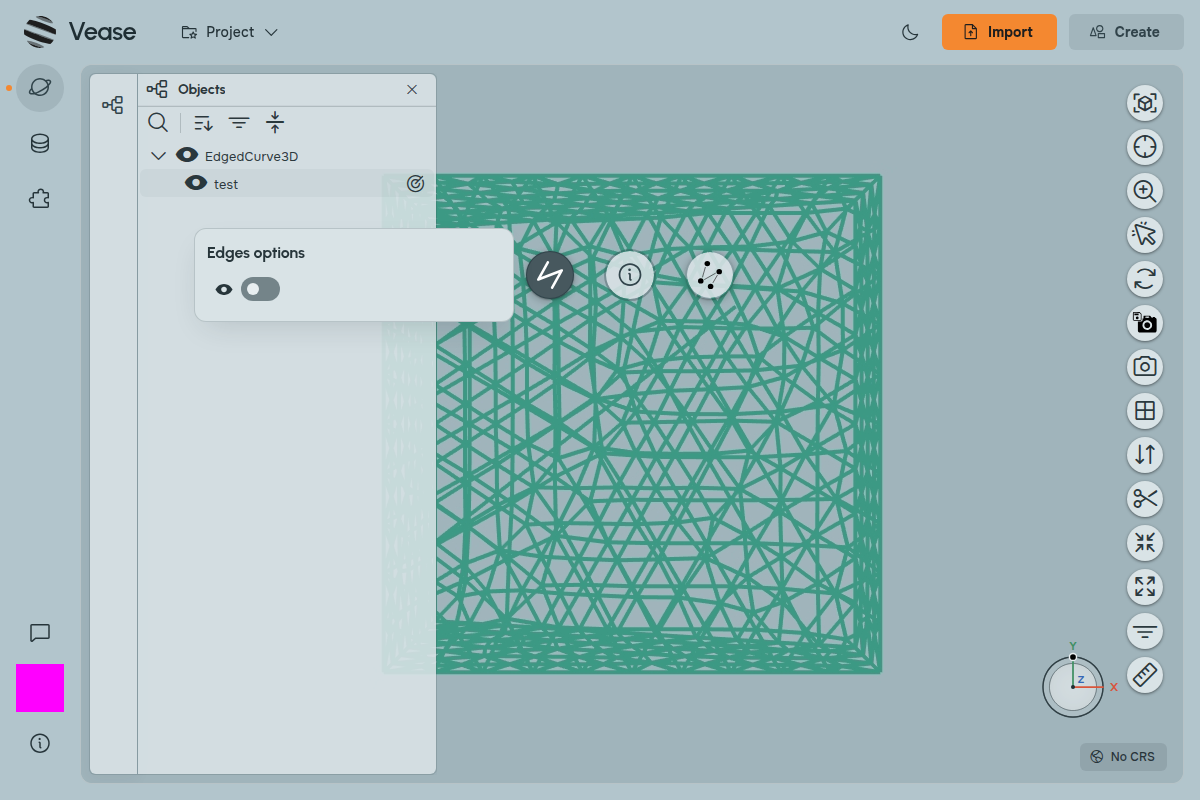 Vease
Project
Import
Create
Objects
EdgedCurve3D
test
Edges options
Y
Z
X
No CRS